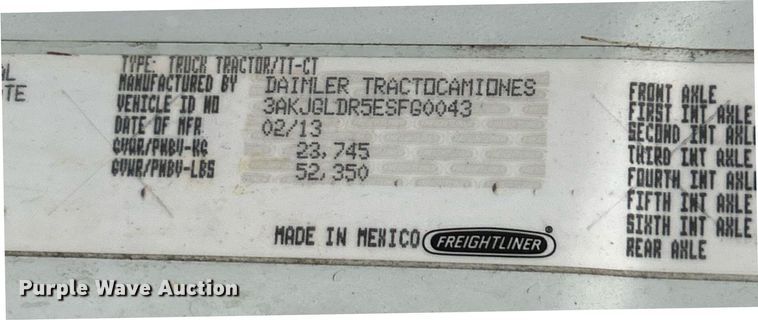 TYPE: TRUCK TRACTOR/TT-CT
MANUFACTURED BY DAIMLER TRACTOCAMIONES
VEHICLE ID NO 3AKJGLDR5ESFG0043
DATE OF MFR 02/13
GVWR/PNBV-KG 23,745
GVWR/PNBV-LBS 52,350
MADE IN MEXICO FREIGHTLINER®
AL
TE
FRONT AXLE
FIRST INT AXLE
SECOND INT AXLE
THIRD INT AXLE
FOURTH INT AXLE
FIFTH INT AXLE
SIXTH INT AXLE
REAR AXLE
Purple Wave Auction